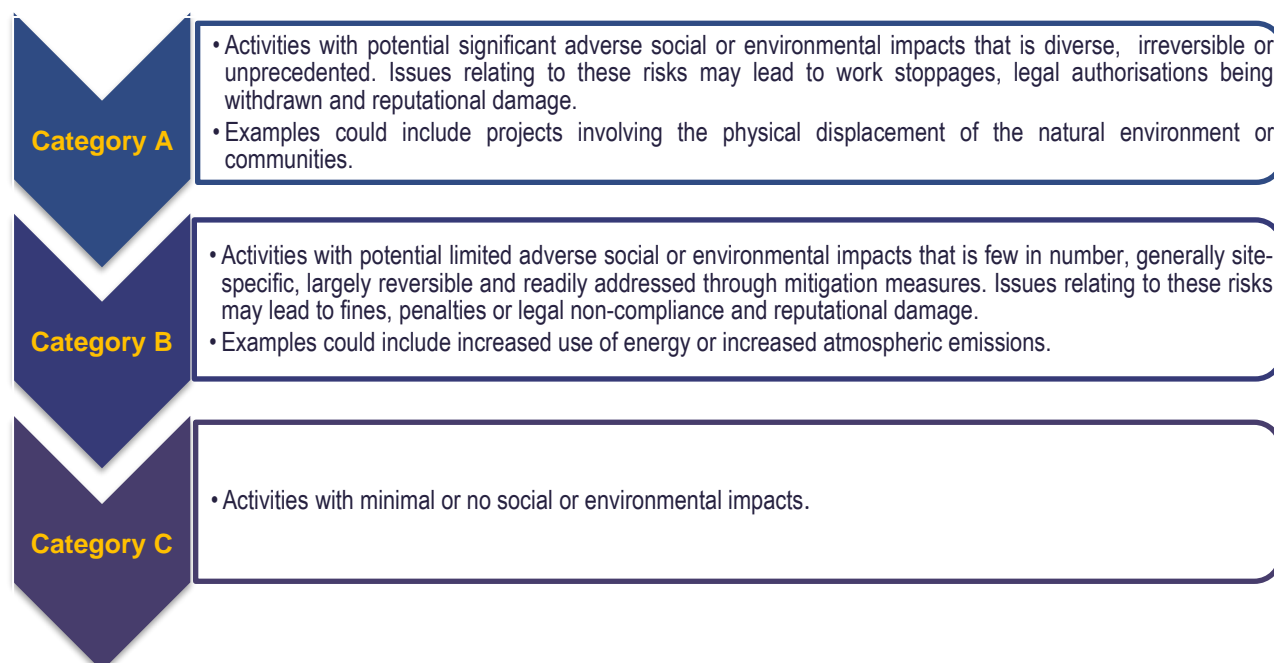 Category A
• Activities with potential significant adverse social or environmental impacts that is diverse, irreversible or
unprecedented. Issues relating to these risks may lead to work stoppages, legal authorisations being
withdrawn and reputational damage.
• Examples could include projects involving the physical displacement of the natural environment or
communities.
Category B
• Activities with potential limited adverse social or environmental impacts that is few in number, generally site-
specific, largely reversible and readily addressed through mitigation measures. Issues relating to these risks
may lead to fines, penalties or legal non-compliance and reputational damage.
• Examples could include increased use of energy or increased atmospheric emissions.
Category C
• Activities with minimal or no social or environmental impacts.